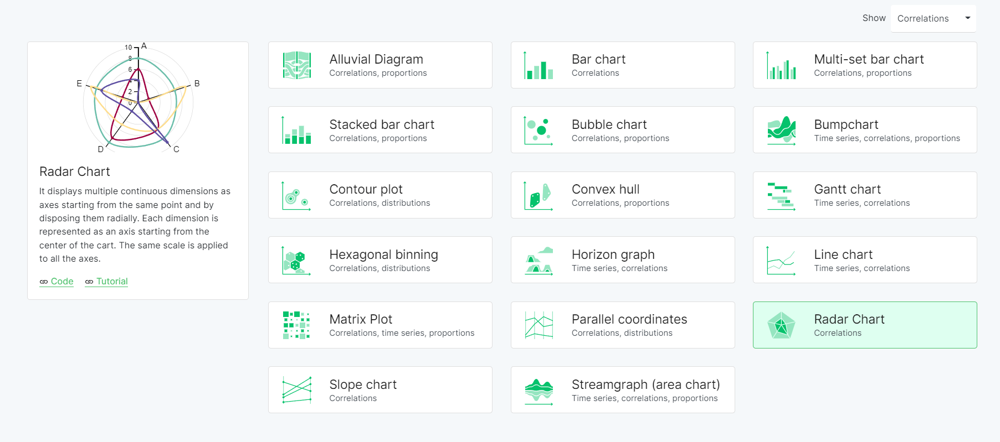 Show Correlations
10 A
8
6
E 4 B
2
0
D C
Radar Chart
It displays multiple continuous dimensions as
axes starting from the same point and by
disposing them radially. Each dimension is
represented as an axis starting from the
center of the cart. The same scale is applied
to all the axes.
Code Tutorial
Alluvial Diagram
Correlations, proportions
Bar chart
Correlations
Multi-set bar chart
Correlations, proportions
Stacked bar chart
Correlations, proportions
Bubble chart
Correlations, proportions
Bumpchart
Time series, correlations, proportions
Contour plot
Correlations, distributions
Convex hull
Correlations, proportions
Gantt chart
Time series, correlations
Hexagonal binning
Correlations, distributions
Horizon graph
Time series, correlations
Line chart
Time series, correlations
Matrix Plot
Correlations, time series, proportions
Parallel coordinates
Correlations, distributions
Radar Chart
Correlations
Slope chart
Correlations
Streamgraph (area chart)
Time series, correlations, proportions